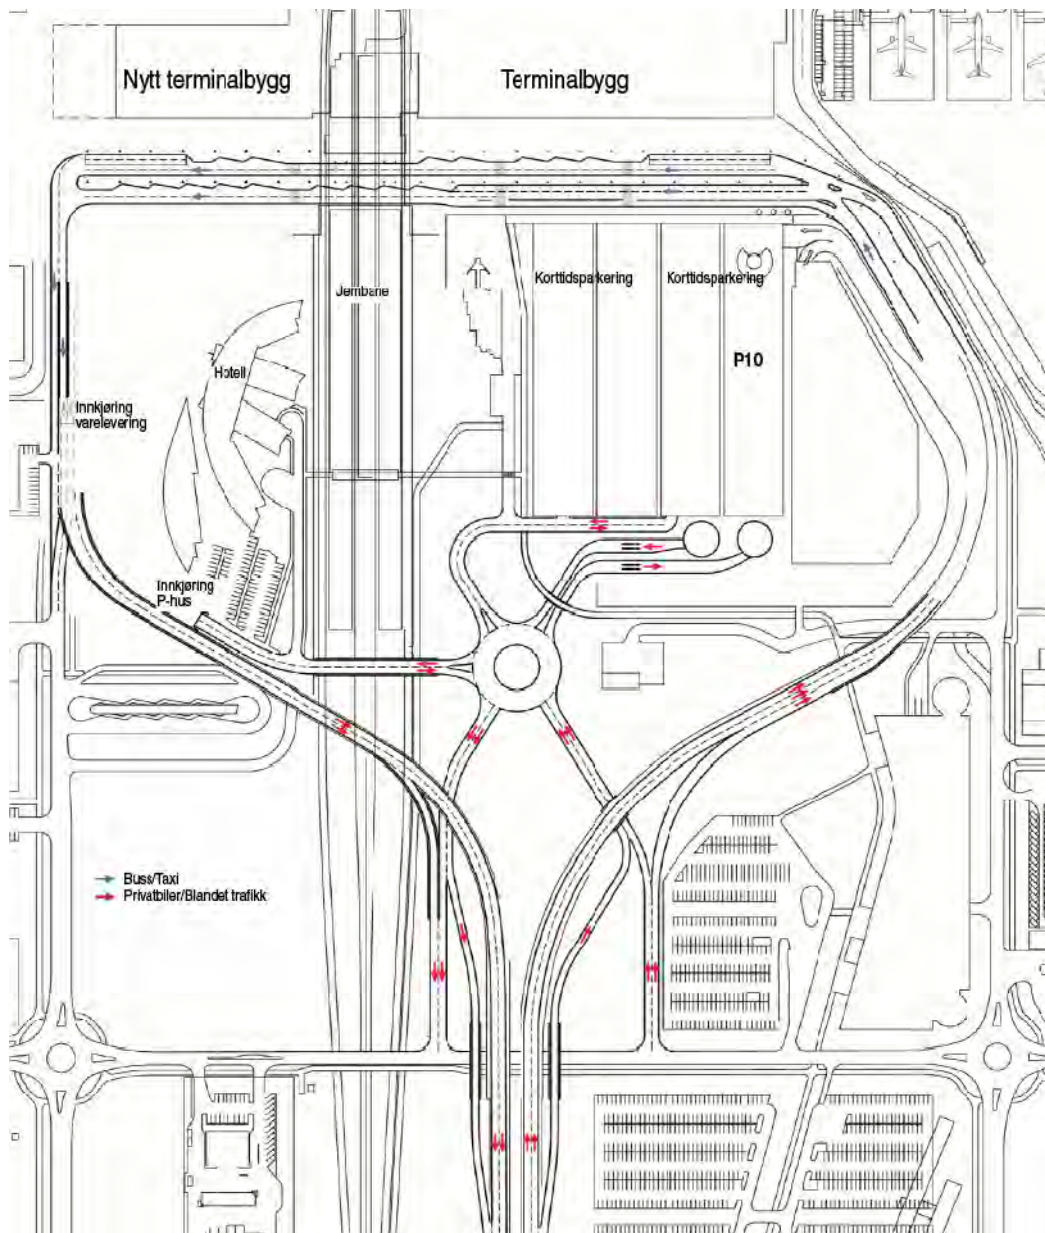 Nytt terminalbygg
Terminalbygg
Korttidsparkering
Korttidsparkering
Jernbane
P10
Hotell
Innkjøring
varelevering
Innkjøring
P-hus
Buss/Taxi
Privatbiler/Blandet trafikk